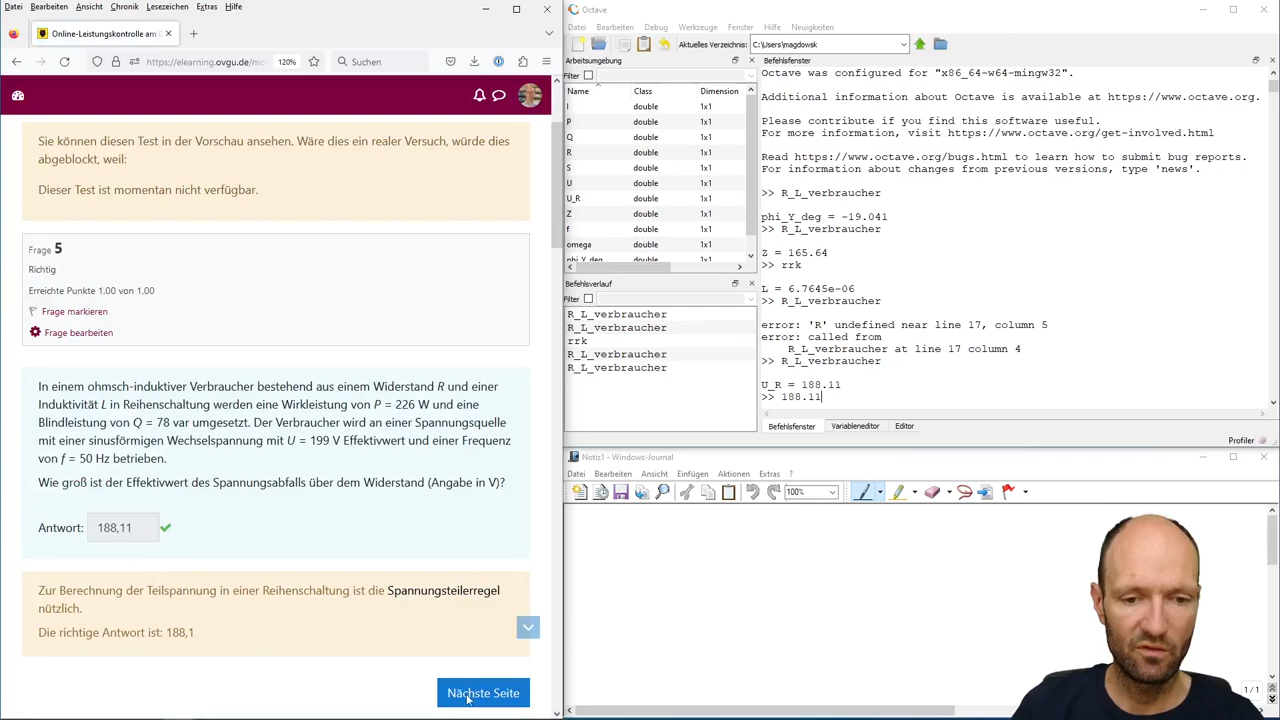 Datei Bearbeiten Ansicht Chronik Lesezeichen Extras Hilfe
Online-Leistungskontrolle am
https://elearning.ovgu.de/mo
120%
Suchen
Sie können diesen Test in der Vorschau ansehen. Wäre dies ein realer Versuch, würde dies
abgeblockt, weil:
Dieser Test ist momentan nicht verfügbar.
Frage 5
Richtig
Erreichte Punkte 1.00 von 1,00
Frage markieren
Frage bearbeiten
In einem ohmsch-induktiver Verbraucher bestehend aus einem Widerstand R und einer
Induktivität L in Reihenschaltung werden eine Wirkleistung von P = 226 W und eine
Blindleistung von Q = 78 var umgesetzt. Der Verbraucher wird an einer Spannungsquelle
mit einer sinusförmigen Wechselspannung mit U = 199 V Effektivwert und einer Frequenz
von f = 50 Hz betrieben.
Wie groß ist der Effektivwert des Spannungsabfalls über dem Widerstand (Angabe in V)?
Antwort: 188,11
Zur Berechnung der Teilspannung in einer Reihenschaltung ist die Spannungsteilerregel
nützlich.
Die richtige Antwort ist: 188,1
Nächste Seite
Octave
Datei Bearbeiten Debug Werkzeuge Fenster Hilfe Neuigkeiten
Aktuelles Verzeichnis: C:\Users\magdowsk
Arbeitsumgebung
Filter
Name Class Dimension
I double 1x1
P double 1x1
Q double 1x1
R double 1x1
S double 1x1
U double 1x1
U_R double 1x1
Z double 1x1
f double 1x1
omega double 1x1
phi_Y_deg double 1x1
Befehlsverlauf
Filter
R_L_verbraucher
R_L_verbraucher
rrk
R_L_verbraucher
R_L_verbraucher
Befehlsfenster
Octave was configured for "x86_64-w64-mingw32".
Additional information about Octave is available at https://www.octave.org.
Please contribute if you find this software useful.
For more information, visit https://www.octave.org/get-involved.html
Read https://www.octave.org/bugs.html to learn how to submit bug reports.
For information about changes from previous versions, type 'news'.
>> R_L_verbraucher
phi_Y_deg = -19.041
>> R_L_verbraucher
Z = 165.64
>> rrk
L = 6.7645e-06
>> R_L_verbraucher
error: 'R' undefined near line 17, column 5
error: called from
R_L_verbraucher at line 17 column 4
>> R_L_verbraucher
U_R = 188.11
>> 188.11
Befehlsfenster Variableneditor Editor
Profiler
Notiz1 - Windows-Journal
Datei Bearbeiten Ansicht Einfügen Aktionen Extras ?
100%
1 / 1